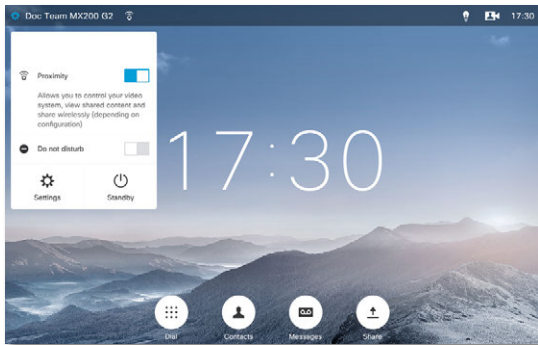 Doc Team MX200 G2
17:30
Proximity
Allows you to control your video
system, view shared content and
share wirelessly (depending on
configuration)
Do not disturb
Settings
Standby
17:30
Dial
Contacts
Messages
Share